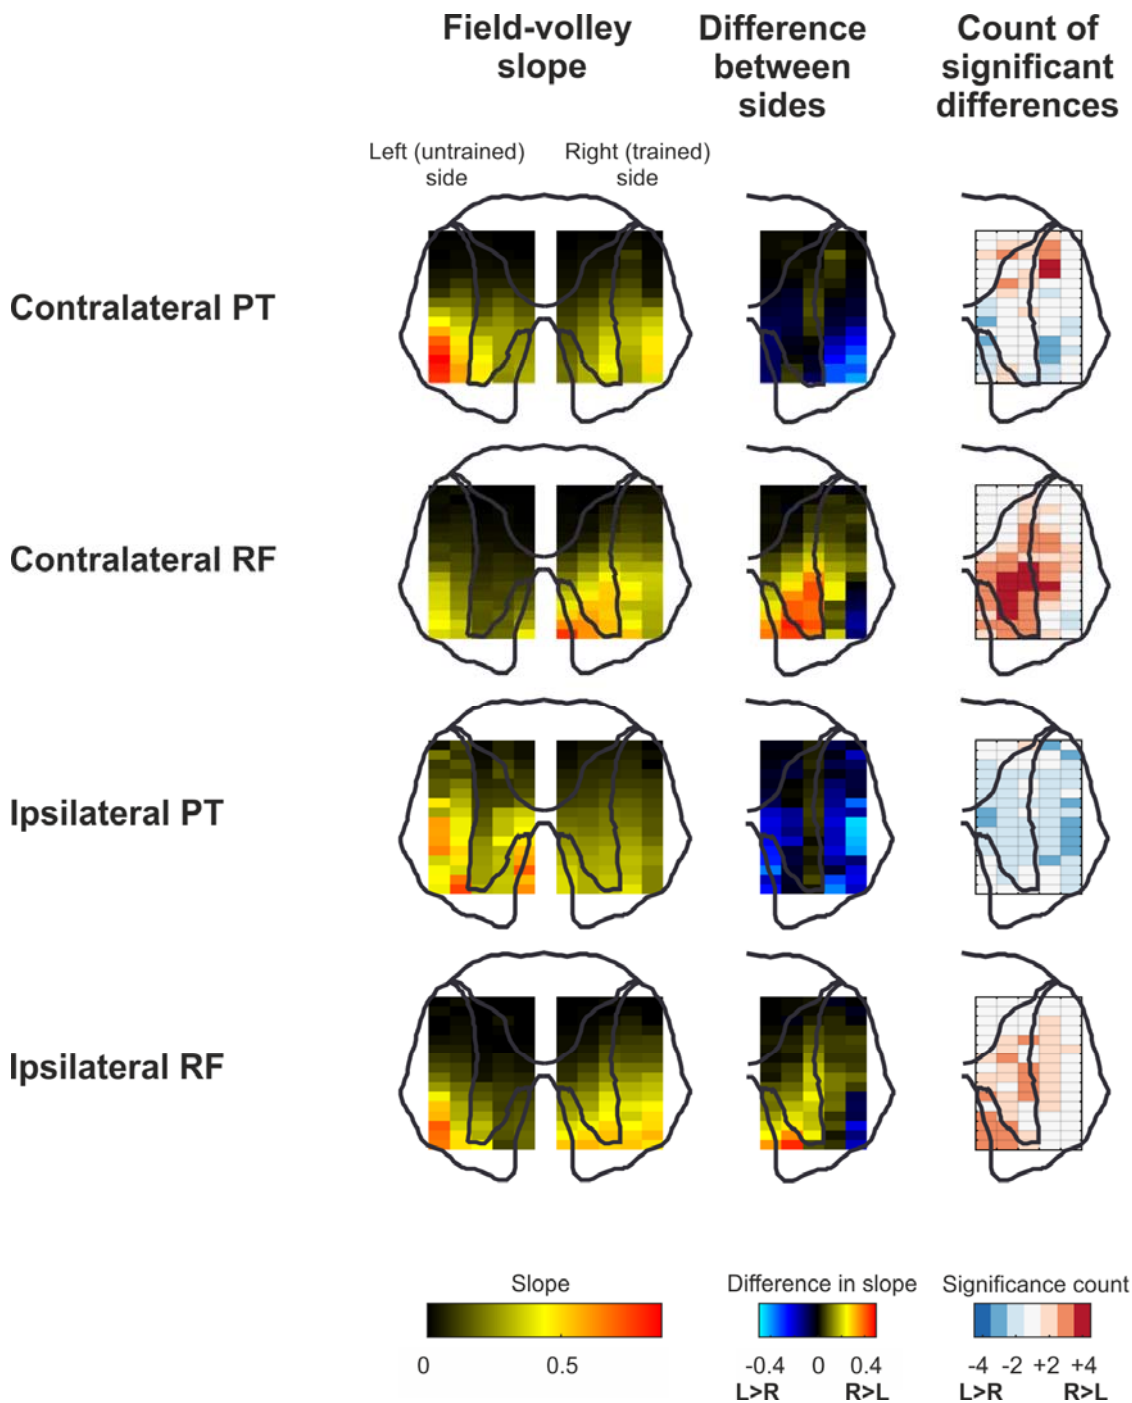 Field-volley
slope
Difference
between
sides
Count of
significant
differences
Left (untrained)
side
Right (trained)
side
Contralateral PT
Contralateral RF
Ipsilateral PT
Ipsilateral RF
Slope
0 0.5
Difference in slope
-0.4 0 0.4
L>R R>L
Significance count
-4 -2 +2 +4
L>R R>L